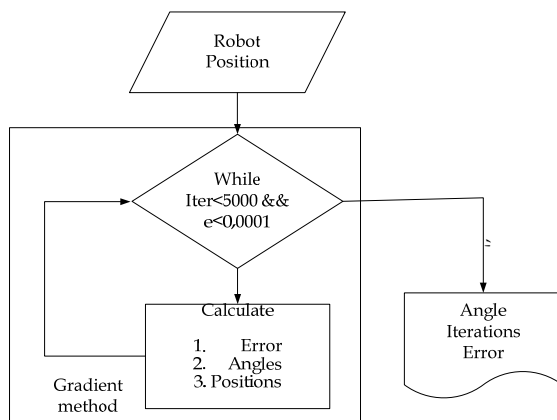 Robot
Position
While
Iter<5000 &&
e<0,0001
Calculate
1. Error
2. Angles
3. Positions
Gradient
method
Angle
Iterations
Error